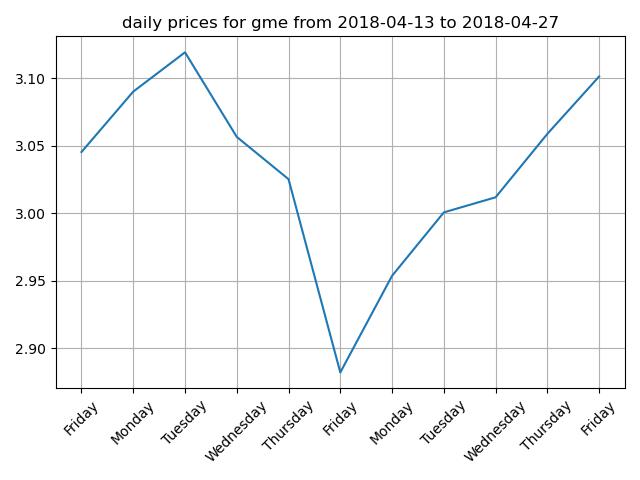 daily prices for gme from 2018-04-13 to 2018-04-27
3.10
3.05
3.00
2.95
2.90
Friday
Monday
Tuesday
Wednesday
Thursday
Friday
Monday
Tuesday
Wednesday
Thursday
Friday